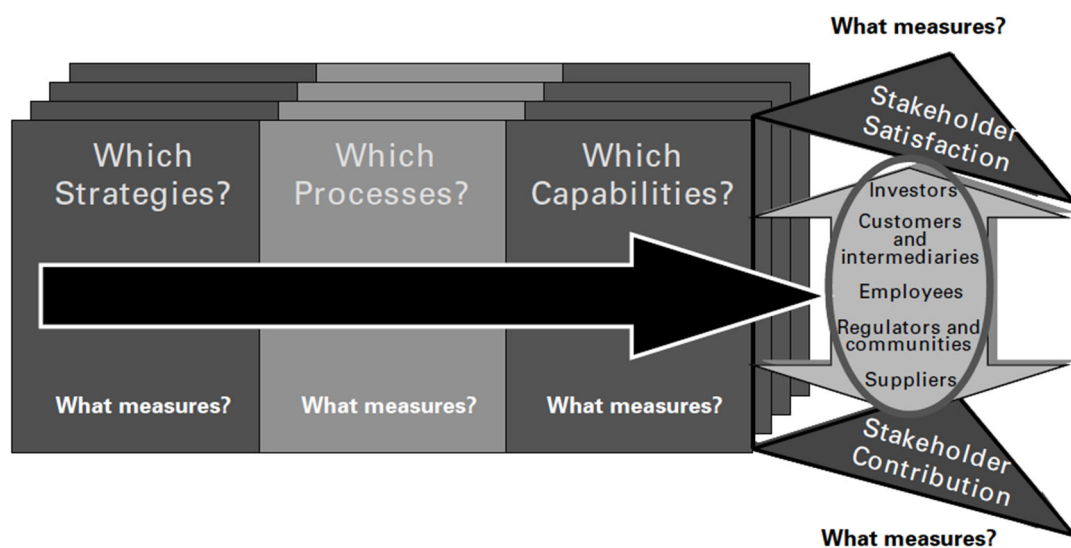 What measures?
Stakeholder
Satisfaction
Which
Strategies?
Which
Processes?
Which
Capabilities?
Investors
Customers
and
intermediaries
Employees
Regulators and
communities
Suppliers
What measures?
What measures?
What measures?
Stakeholder
Contribution
What measures?